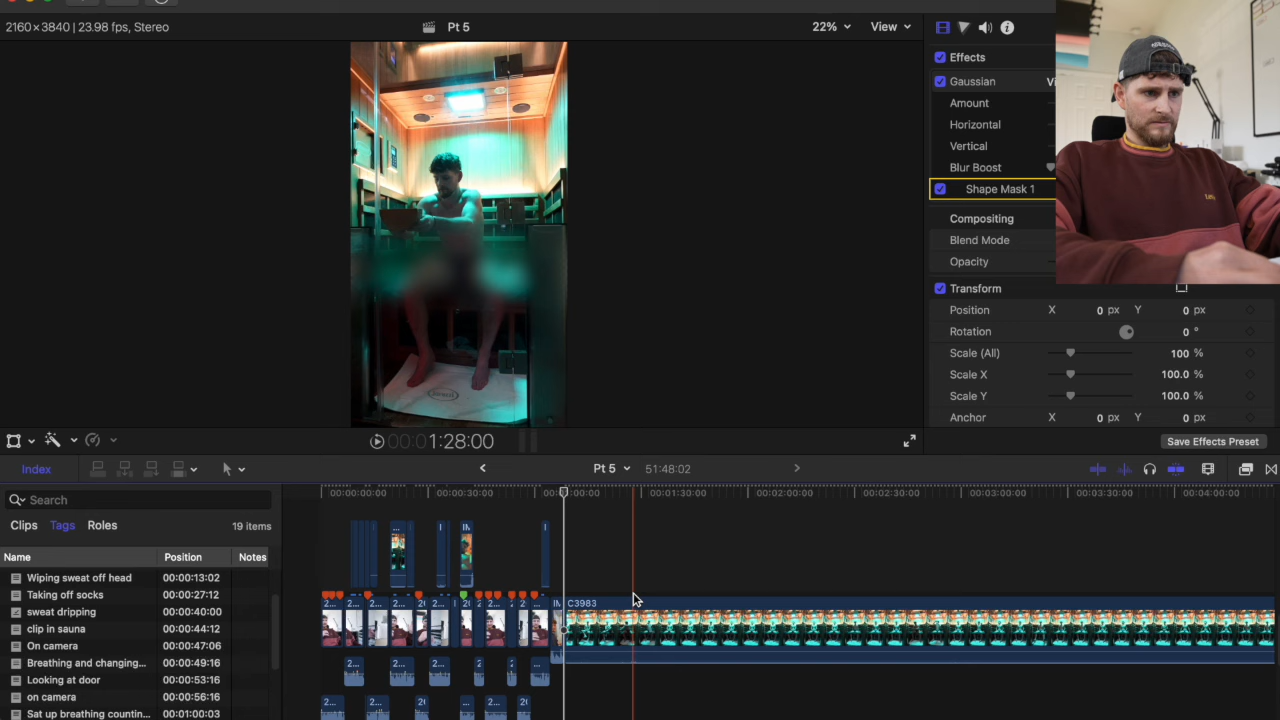 2160×3840 | 23.98 fps, Stereo
Pt 5
22%
View
Effects
Gaussian
Vi
Amount
Horizontal
Vertical
Blur Boost
Shape Mask 1
Compositing
Blend Mode
Opacity
Transform
Position X 0 px Y 0 px
Rotation 0 °
Scale (All) 100 %
Scale X 100.0 %
Scale Y 100.0 %
Anchor X 0 px Y 0 px
00:00:1:28:00
Save Effects Preset
Index
Pt 5
51:48:02
Search
Clips Tags Roles 19 items
Name Position Notes
Wiping sweat off head 00:00:13:02
Taking off socks 00:00:27:12
sweat dripping 00:00:40:00
clip in sauna 00:00:44:12
On camera 00:00:47:06
Breathing and changing... 00:00:49:16
Looking at door 00:00:53:16
on camera 00:00:56:16
Sat up breathing countin... 00:01:00:03
00:00:00:00
00:00:30:00
00:01:30:00
00:02:00:00
00:02:30:00
00:03:00:00
00:03:30:00
00:04:00:00
C3983